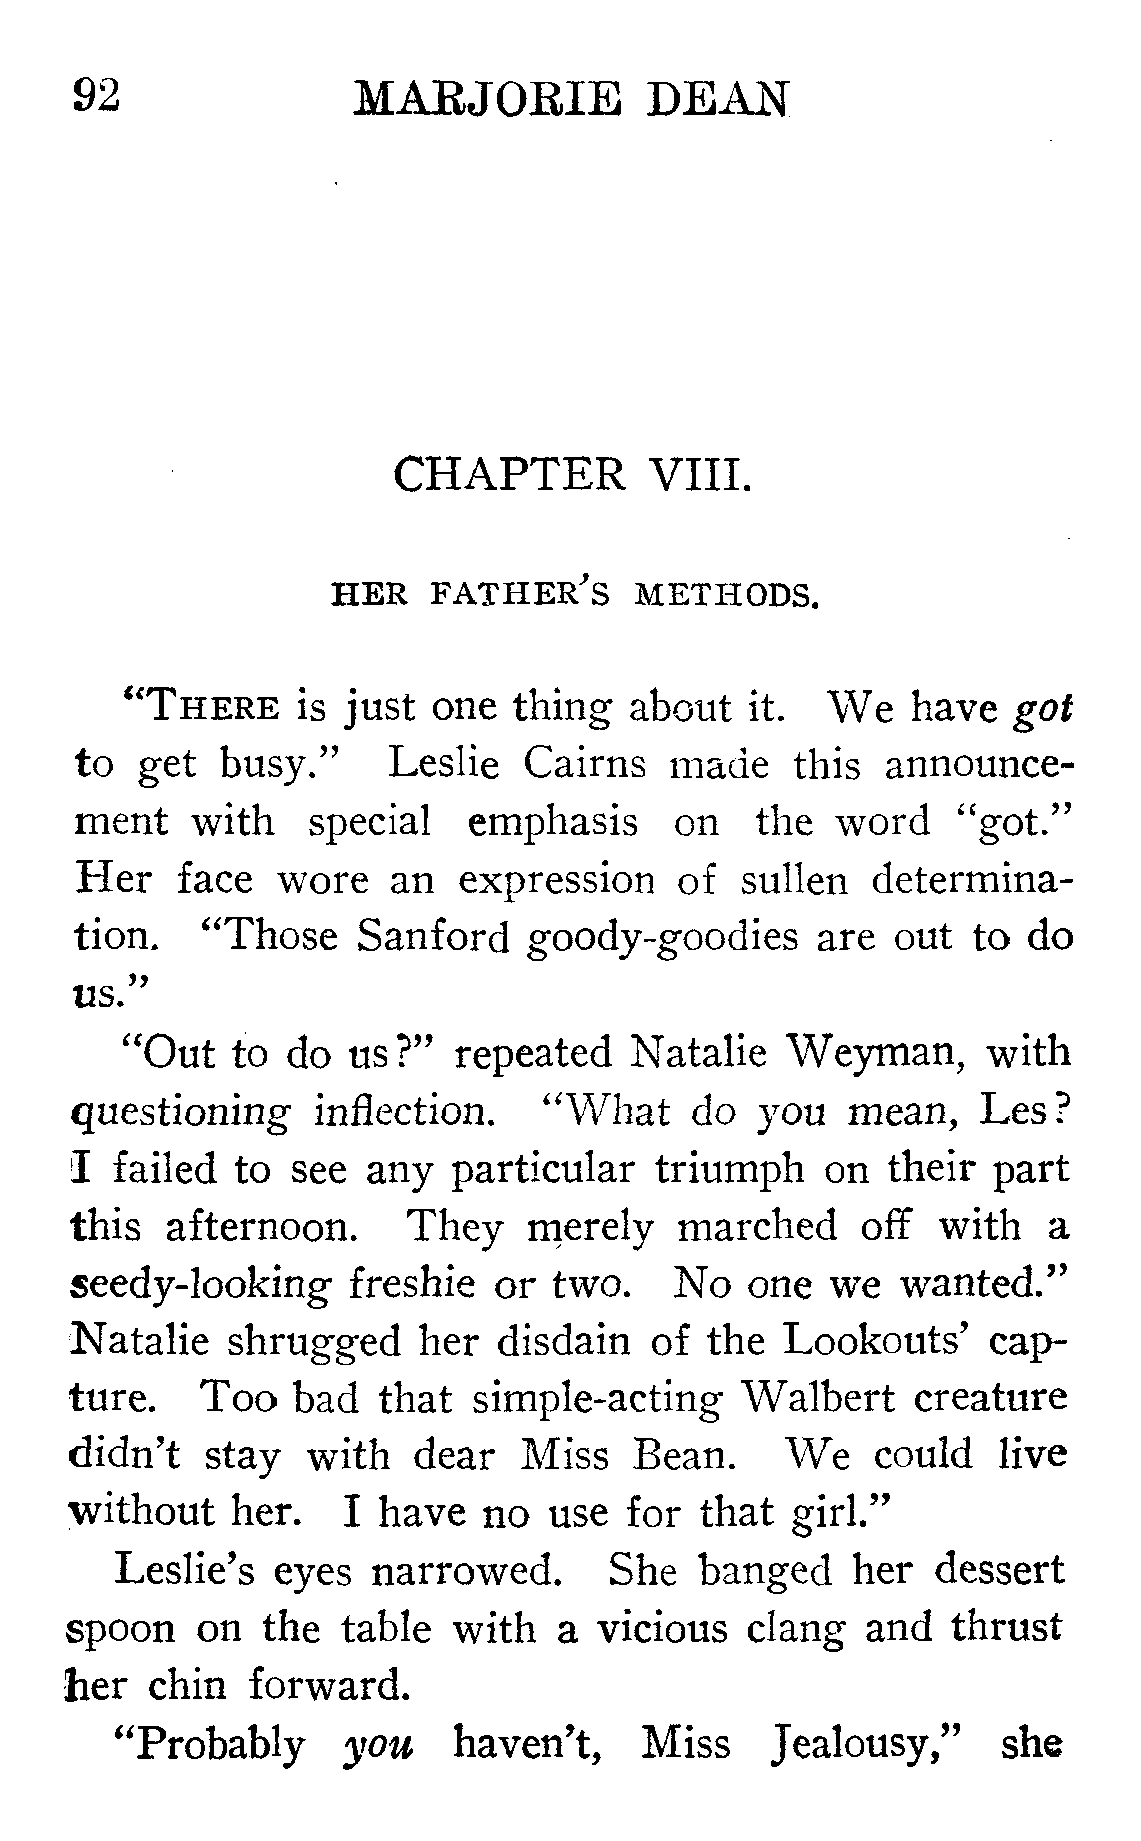 92 MARJORIE DEAN
CHAPTER VIII.
HER FATHER'S METHODS.
“THERE is just one thing about it. We have got
to get busy.” Leslie Cairns made this announce-
ment with special emphasis on the word “got.”
Her face wore an expression of sullen determina-
tion. “Those Sanford goody-goodies are out to do
us.”
“Out to do us?” repeated Natalie Weyman, with
questioning inflection. “What do you mean, Les?
I failed to see any particular triumph on their part
this afternoon. They merely marched off with a
seedy-looking freshie or two. No one we wanted.”
Natalie shrugged her disdain of the Lookouts’ cap-
ture. Too bad that simple-acting Walbert creature
didn’t stay with dear Miss Bean. We could live
without her. I have no use for that girl.”
Leslie’s eyes narrowed. She banged her dessert
spoon on the table with a vicious clang and thrust
her chin forward.
“Probably you haven’t, Miss Jealousy,” she